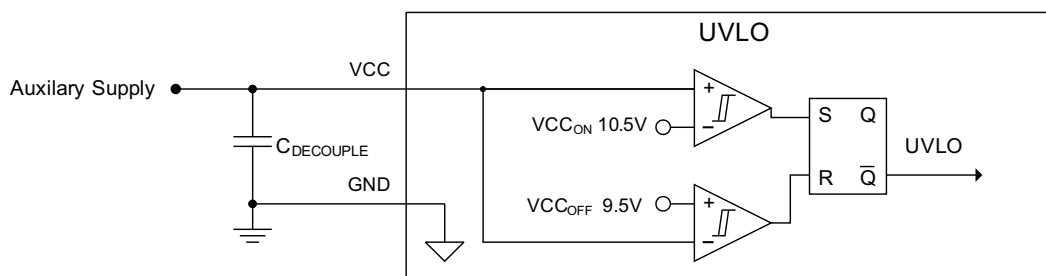 UVLO
Auxilary Supply
VCC
C_DECOUPLE
GND
VCC_ON 10.5V
VCC_OFF 9.5V
+
−
+
−
S Q
R Q̅
UVLO